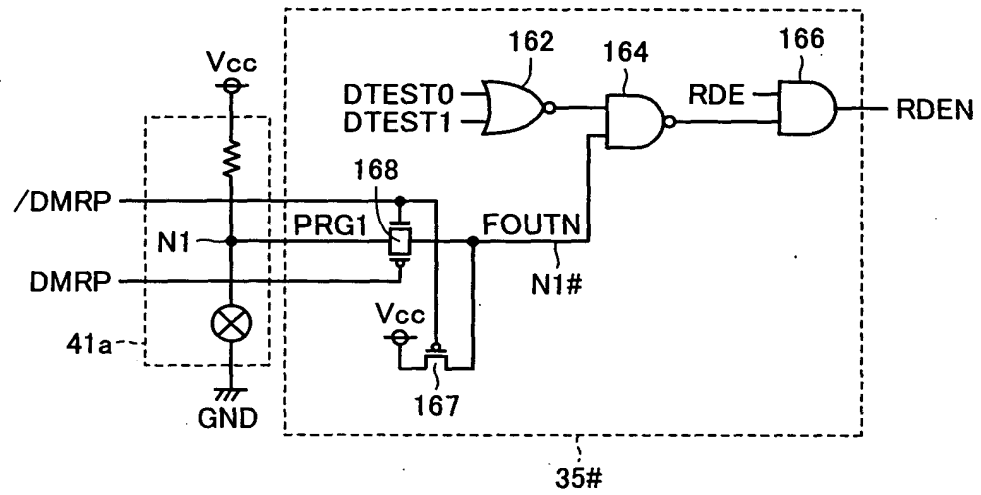 162
164
166
Vcc
DTEST0
DTEST1
RDE
RDEN
168
/DMRP
PRG1
FOUTN
N1
N1#
DMRP
Vcc
41a
167
GND
35#